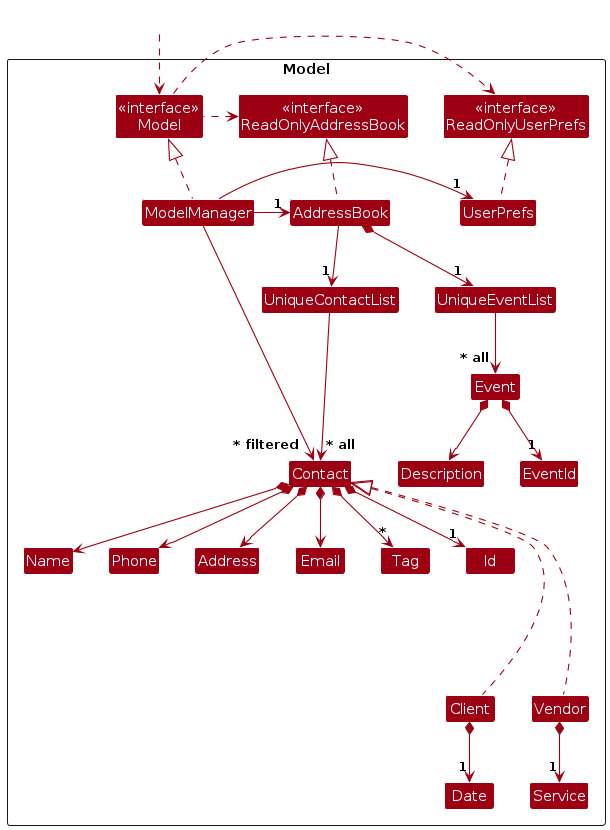 Model
«interface»
Model
«interface»
ReadOnlyAddressBook
«interface»
ReadOnlyUserPrefs
1
1
ModelManager
AddressBook
UserPrefs
1
1
UniqueContactList
UniqueEventList
* all
Event
* filtered
* all
1
Contact
Description
EventId
*
1
Name
Phone
Address
Email
Tag
Id
Client
Vendor
1
1
Date
Service